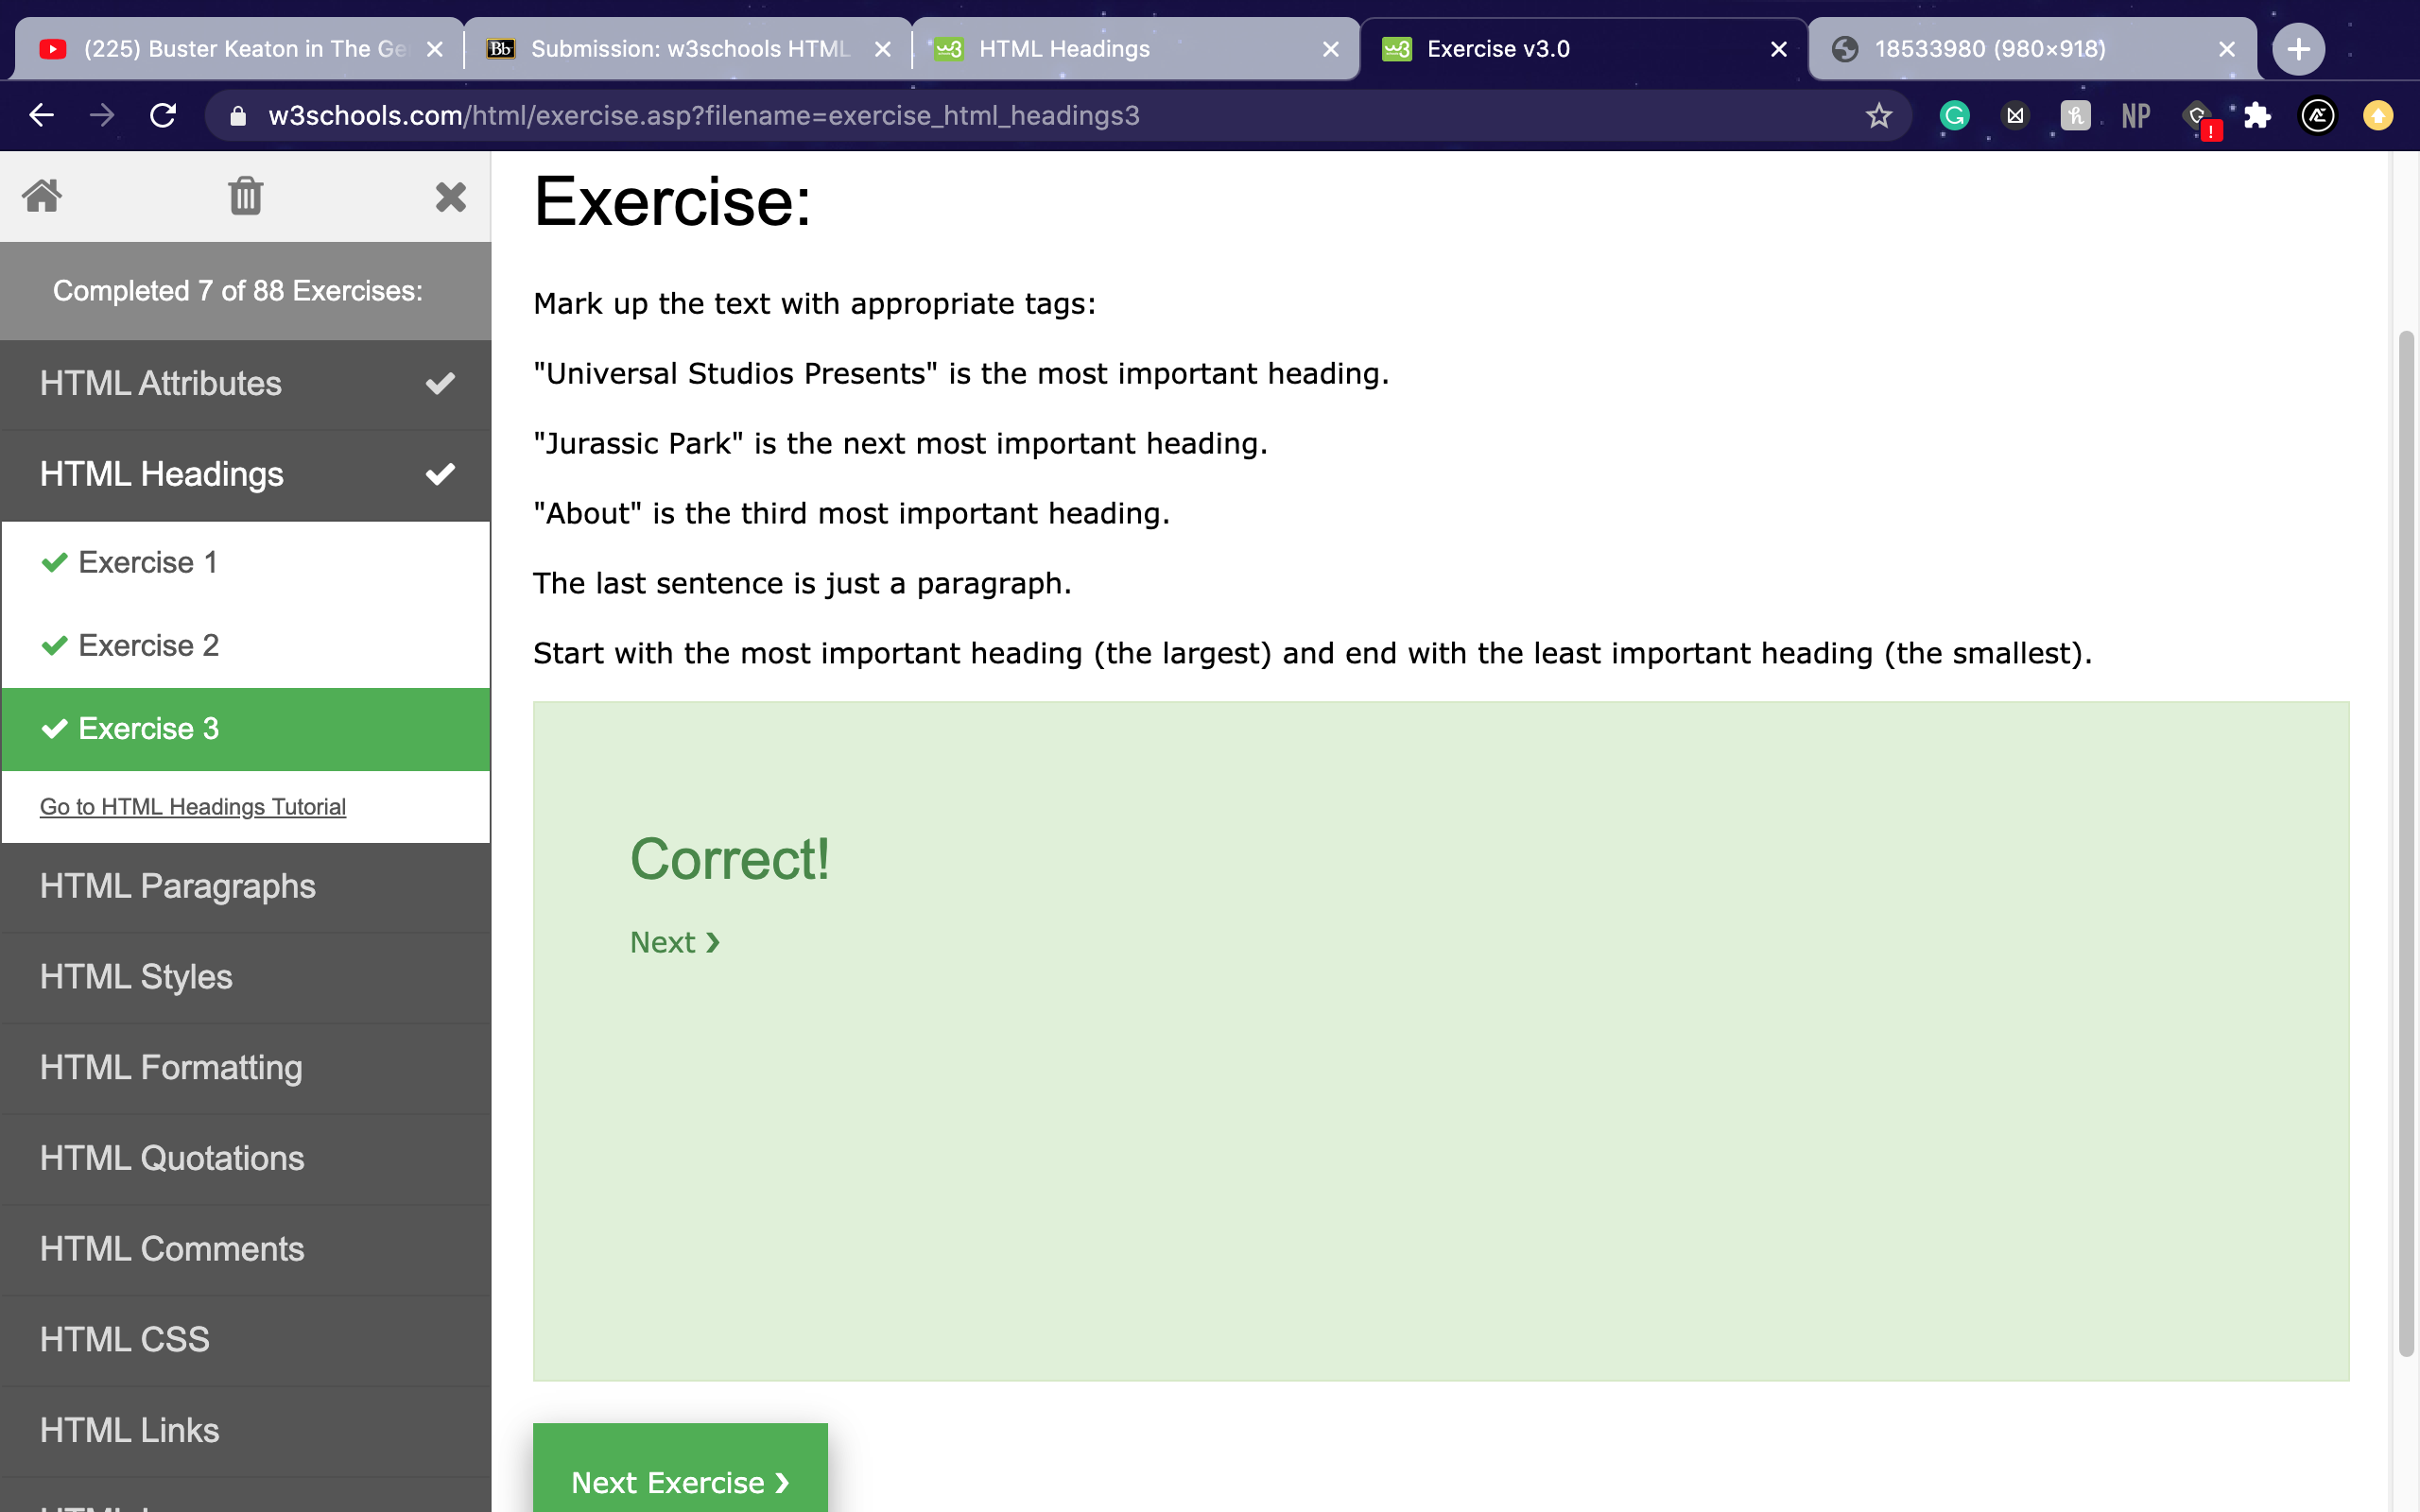 (225) Buster Keaton in The Ge
Bb Submission: w3schools HTML
w3 HTML Headings
w3 Exercise v3.0
18533980 (980×918)
w3schools.com/html/exercise.asp?filename=exercise_html_headings3
NP
Completed 7 of 88 Exercises:
HTML Attributes
HTML Headings
Exercise 1
Exercise 2
Exercise 3
Go to HTML Headings Tutorial
HTML Paragraphs
HTML Styles
HTML Formatting
HTML Quotations
HTML Comments
HTML CSS
HTML Links
Exercise:
Mark up the text with appropriate tags:
"Universal Studios Presents" is the most important heading.
"Jurassic Park" is the next most important heading.
"About" is the third most important heading.
The last sentence is just a paragraph.
Start with the most important heading (the largest) and end with the least important heading (the smallest).
Correct!
Next ❯
Next Exercise ❯